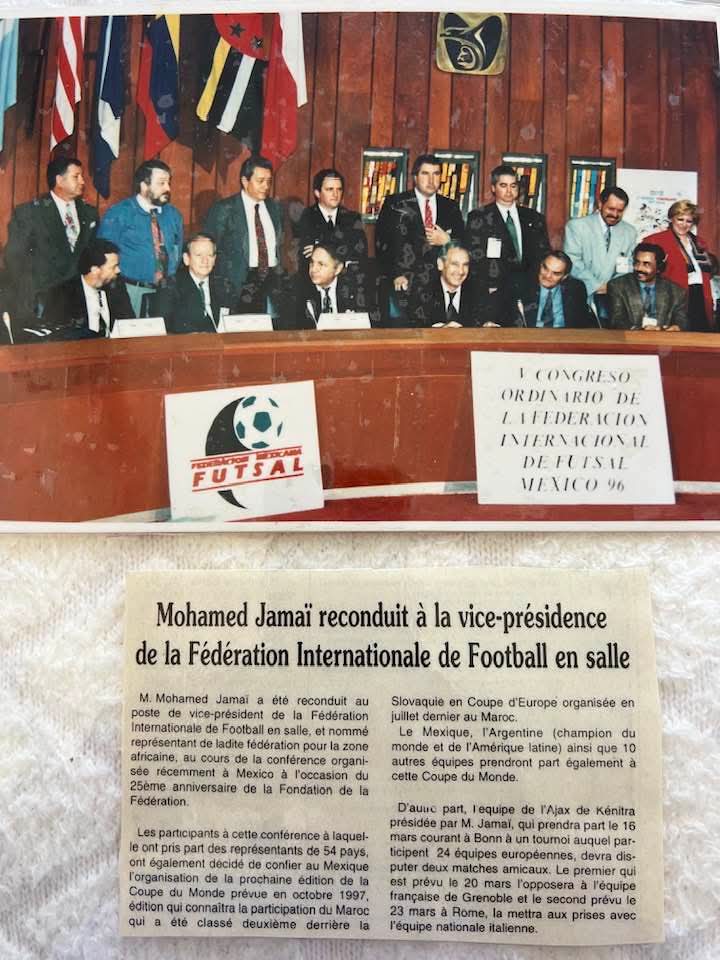 FEDERACION MEXICANA
FUTSAL
V CONGRESO
ORDINARIO DE
LA FEDERACION
INTERNACIONAL
DE FUTSAL
MEXICO 96
Mohamed Jamaï reconduit à la vice-présidence
de la Fédération Internationale de Football en salle
M. Mohamed Jamaï a été reconduit au
poste de vice-président de la Fédération
Internationale de Football en salle, et nommé
représentant de ladite fédération pour la zone
africaine, au cours de la conférence organi-
sée récemment à Mexico à l'occasion du
25ème anniversaire de la Fondation de la
Fédération.
Les participants à cette conférence à laquel-
le ont pris part des représentants de 54 pays,
ont également décidé de confier au Mexique
l'organisation de la prochaine édition de la
Coupe du Monde prévue en octobre 1997,
édition qui connaîtra la participation du Maroc
qui a été classé deuxième derrière la
Slovaquie en Coupe d'Europe organisée en
juillet dernier au Maroc.
Le Mexique, l'Argentine (champion du
monde et de l'Amérique latine) ainsi que 10
autres équipes prendront part également à
cette Coupe du Monde.
D'autre part, l'equipe de l'Ajax de Kénitra
présidée par M. Jamaï, qui prendra part le 16
mars courant à Bonn à un tournoi auquel par-
ticipent 24 équipes européennes, devra dis-
puter deux matches amicaux. Le premier qui
est prévu le 20 mars l'opposera à l'équipe
française de Grenoble et le second prévu le
23 mars à Rome, la mettra aux prises avec
l'équipe nationale italienne.